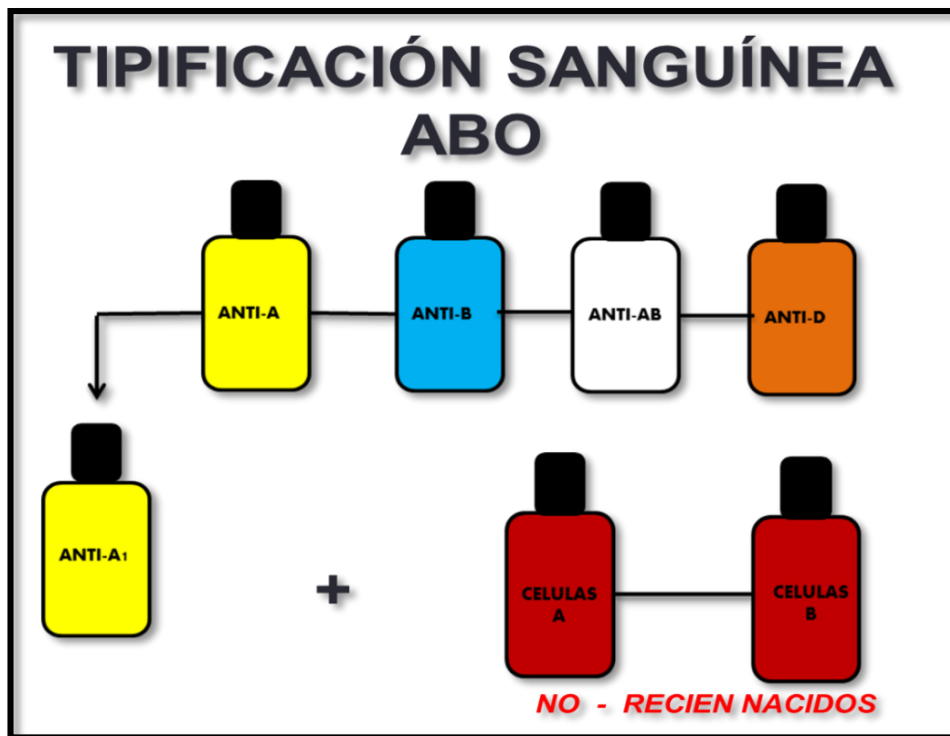 TIPIFICACIÓN SANGUÍNEA
ABO
ANTI-A
ANTI-B
ANTI-AB
ANTI-D
ANTI-A₁
+
CELULAS
A
CELULAS
B
NO - RECIEN NACIDOS